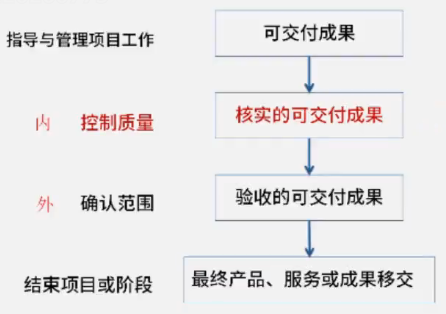 指导与管理项目工作 可交付成果
内 控制质量 核实的可交付成果
外 确认范围 验收的可交付成果
结束项目或阶段 最终产品、服务或成果移交